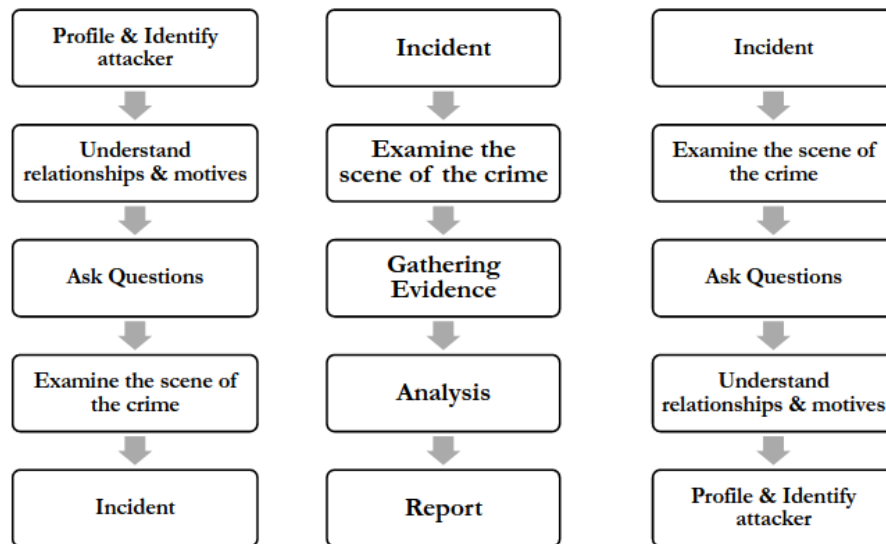 Profile & Identify
attacker
Understand
relationships & motives
Ask Questions
Examine the scene of
the crime
Incident
Incident
Examine the
scene of the crime
Gathering
Evidence
Analysis
Report
Incident
Examine the scene of
the crime
Ask Questions
Understand
relationships & motives
Profile & Identify
attacker